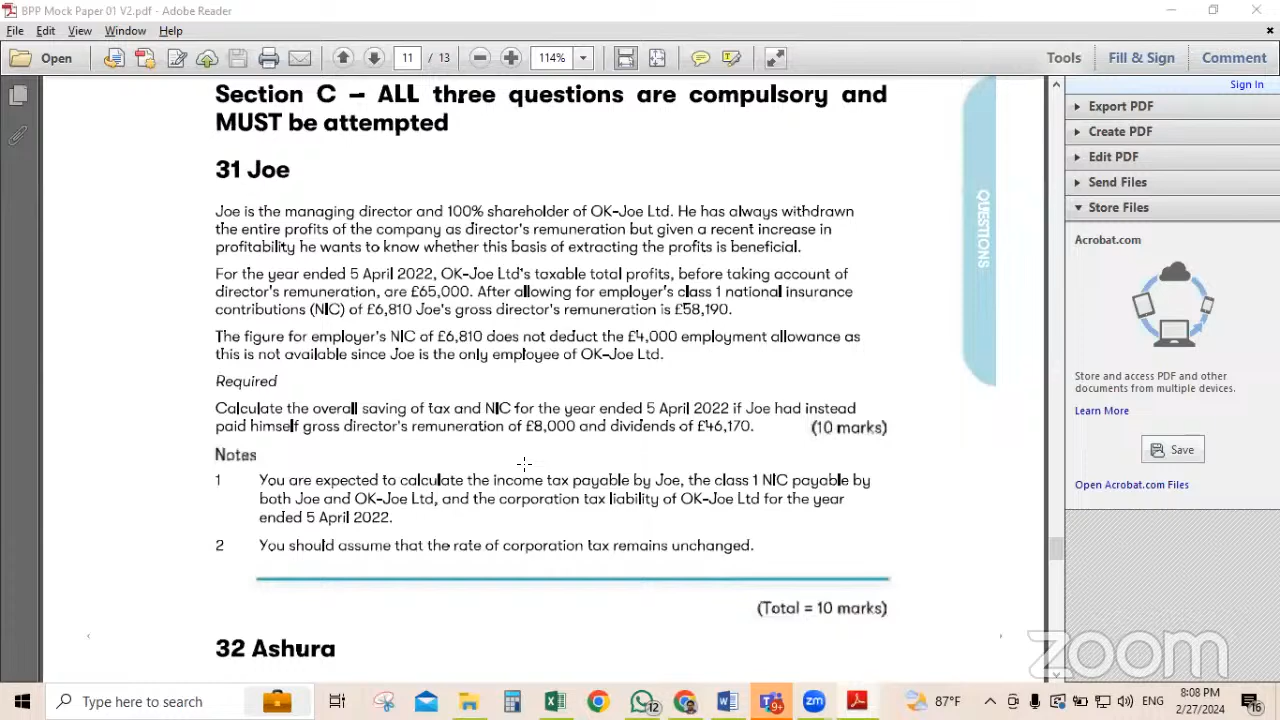 BPP Mock Paper 01 V2.pdf - Adobe Reader
File Edit View Window Help
Open 11 / 13 114% Tools Fill & Sign Comment
Sign In
Export PDF
Create PDF
Edit PDF
Send Files
Store Files
Acrobat.com
Store and access PDF and other
documents from multiple devices.
Learn More
Save
Open Acrobat.com Files
QUESTIONS
Section C – ALL three questions are compulsory and
MUST be attempted
31 Joe
Joe is the managing director and 100% shareholder of OK-Joe Ltd. He has always withdrawn
the entire profits of the company as director's remuneration but given a recent increase in
profitability he wants to know whether this basis of extracting the profits is beneficial.
For the year ended 5 April 2022, OK-Joe Ltd's taxable total profits, before taking account of
director's remuneration, are £65,000. After allowing for employer's class 1 national insurance
contributions (NIC) of £6,810 Joe's gross director's remuneration is £58,190.
The figure for employer's NIC of £6,810 does not deduct the £4,000 employment allowance as
this is not available since Joe is the only employee of OK-Joe Ltd.
Required
Calculate the overall saving of tax and NIC for the year ended 5 April 2022 if Joe had instead
paid himself gross director's remuneration of £8,000 and dividends of £46,170. (10 marks)
Notes
1 You are expected to calculate the income tax payable by Joe, the class 1 NIC payable by
both Joe and OK-Joe Ltd, and the corporation tax liability of OK-Joe Ltd for the year
ended 5 April 2022.
2 You should assume that the rate of corporation tax remains unchanged.
(Total = 10 marks)
32 Ashura
zoom
Type here to search
12
9+
zm
87°F
ENG
8:08 PM
2/27/2024
16